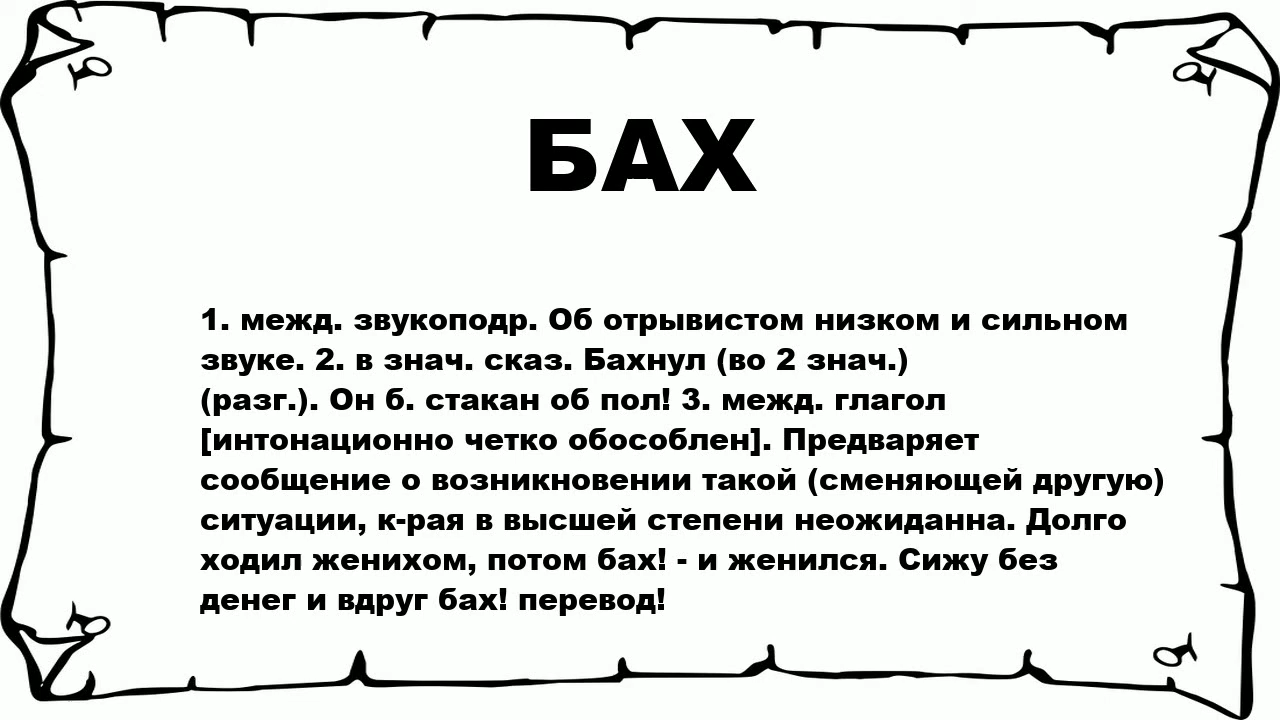 БАХ
1. межд. звукоподр. Об отрывистом низком и сильном
звуке. 2. в знач. сказ. Бахнул (во 2 знач.)
(разг.). Он б. стакан об пол! 3. межд. глагол
[интонационно четко обособлен]. Предваряет
сообщение о возникновении такой (сменяющей другую)
ситуации, к-рая в высшей степени неожиданна. Долго
ходил женихом, потом бах! - и женился. Сижу без
денег и вдруг бах! перевод!